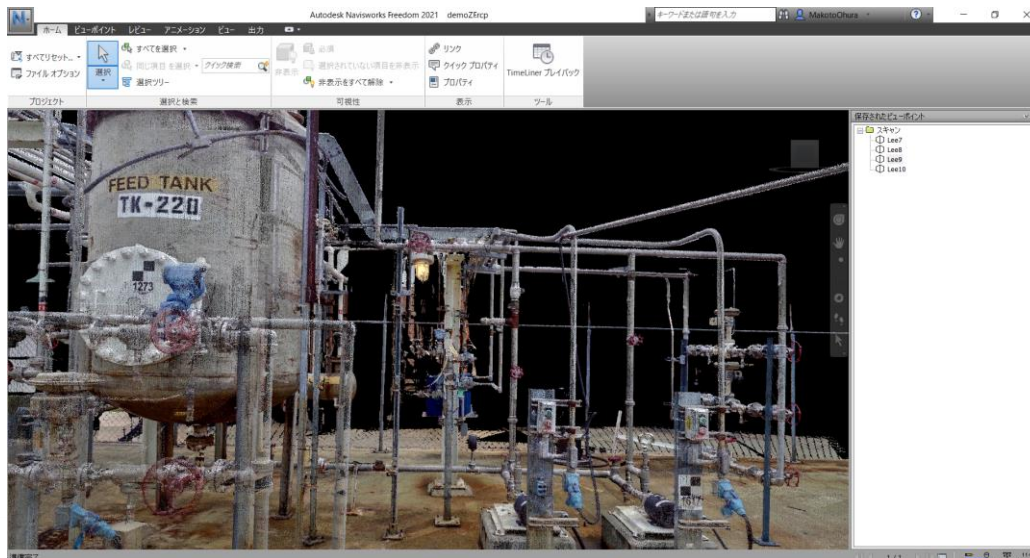 Autodesk Navisworks Freedom 2021 demoZFrcp
キーワードまたは語句を入力
MakotoOhura
ホーム ビューポイント レビュー アニメーション ビュー 出力
すべてリセット...
ファイル オプション
プロジェクト
選択
すべてを選択
同じ項目を選択
選択ツリー
クイック検索
選択と検索
非表示
必須
選択されていない項目を非表示
非表示をすべて解除
可視性
リンク
クイック プロパティ
プロパティ
表示
TimeLiner プレイバック
ツール
保存されたビューポイント
スキャン
Lee7
Lee8
Lee9
Lee10
FEED TANK
TK-220
1273
準備完了